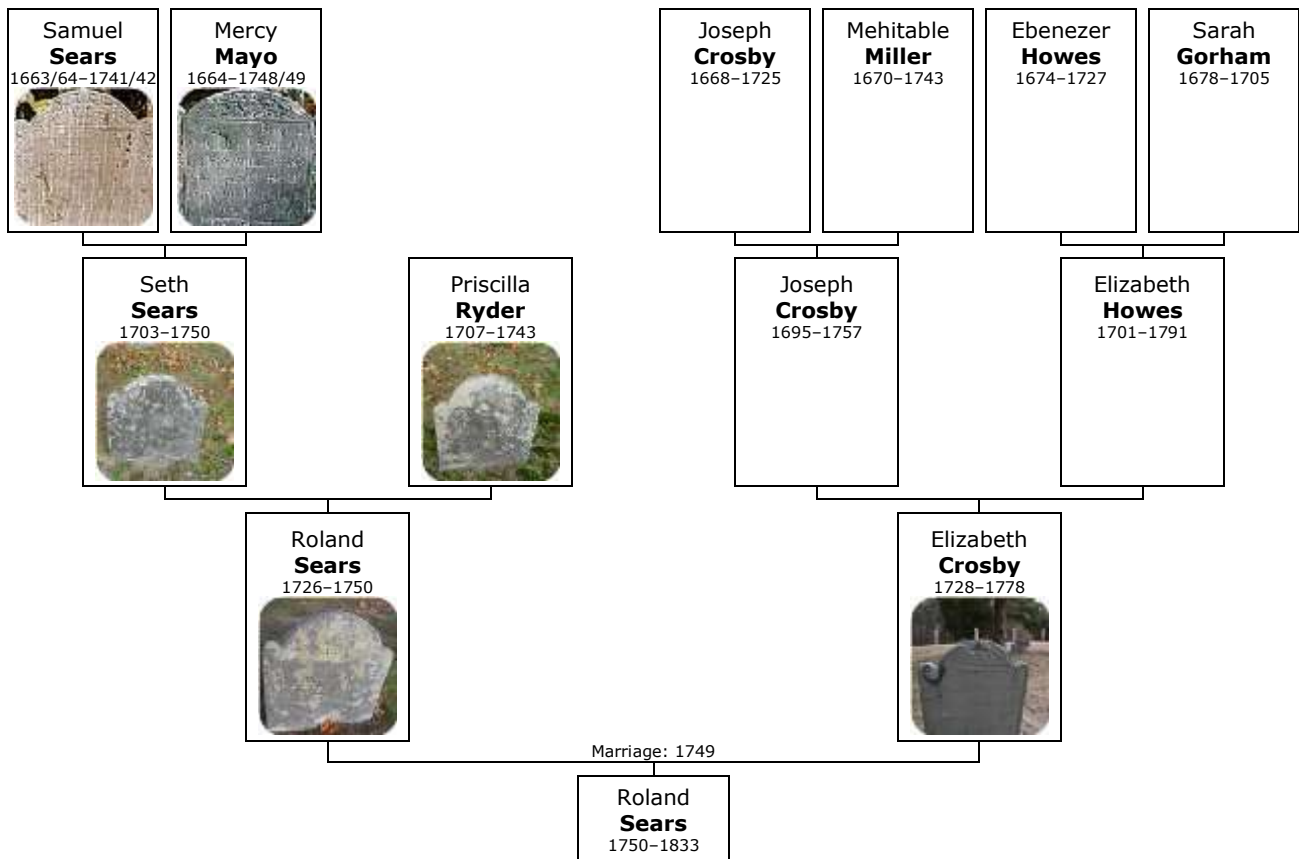 Samuel
Sears
1663/64–1741/42
Mercy
Mayo
1664–1748/49
Joseph
Crosby
1668–1725
Mehitable
Miller
1670–1743
Ebenezer
Howes
1674–1727
Sarah
Gorham
1678–1705
Seth
Sears
1703–1750
Priscilla
Ryder
1707–1743
Joseph
Crosby
1695–1757
Elizabeth
Howes
1701–1791
Roland
Sears
1726–1750
Elizabeth
Crosby
1728–1778
Marriage: 1749
Roland
Sears
1750–1833